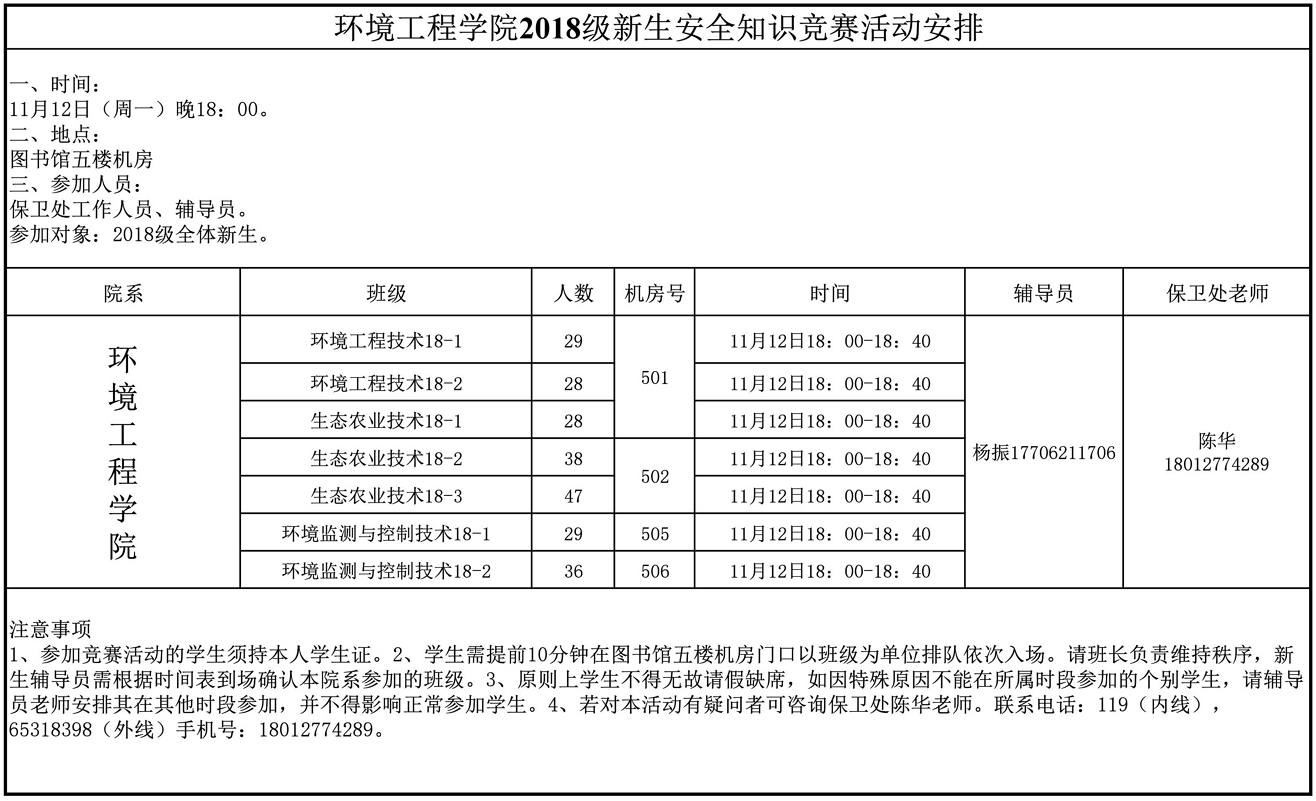 环境工程学院2018级新生安全知识竞赛活动安排
一、时间：
11月12日（周一）晚18：00。
二、地点：
图书馆五楼机房
三、参加人员：
保卫处工作人员、辅导员。
参加对象：2018级全体新生。
院系 班级 人数 机房号 时间 辅导员 保卫处老师
环境工程学院
环境工程技术18-1 29 501 11月12日18：00-18：40
环境工程技术18-2 28 11月12日18：00-18：40
生态农业技术18-1 28 11月12日18：00-18：40
生态农业技术18-2 38 502 11月12日18：00-18：40
生态农业技术18-3 47 11月12日18：00-18：40
环境监测与控制技术18-1 29 505 11月12日18：00-18：40
环境监测与控制技术18-2 36 506 11月12日18：00-18：40
杨振17706211706
陈华
18012774289
注意事项
1、参加竞赛活动的学生须持本人学生证。2、学生需提前10分钟在图书馆五楼机房门口以班级为单位排队依次入场。请班长负责维持秩序，新
生辅导员需根据时间表到场确认本院系参加的班级。3、原则上学生不得无故请假缺席，如因特殊原因不能在所属时段参加的个别学生，请辅导
员老师安排其在其他时段参加，并不得影响正常参加学生。4、若对本活动有疑问者可咨询保卫处陈华老师。联系电话：119（内线），
65318398（外线）手机号：18012774289。